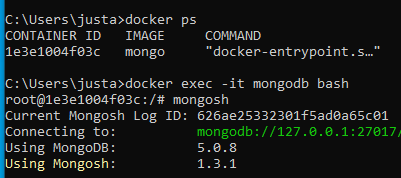 C:\Users\justa>docker ps
CONTAINER ID   IMAGE     COMMAND
1e3e1004f03c   mongo     "docker-entrypoint.s…"
C:\Users\justa>docker exec -it mongodb bash
root@1e3e1004f03c:/# mongosh
Current Mongosh Log ID: 626ae25332301f5ad0a65c01
Connecting to:          mongodb://127.0.0.1:27017/
Using MongoDB:          5.0.8
Using Mongosh:          1.3.1